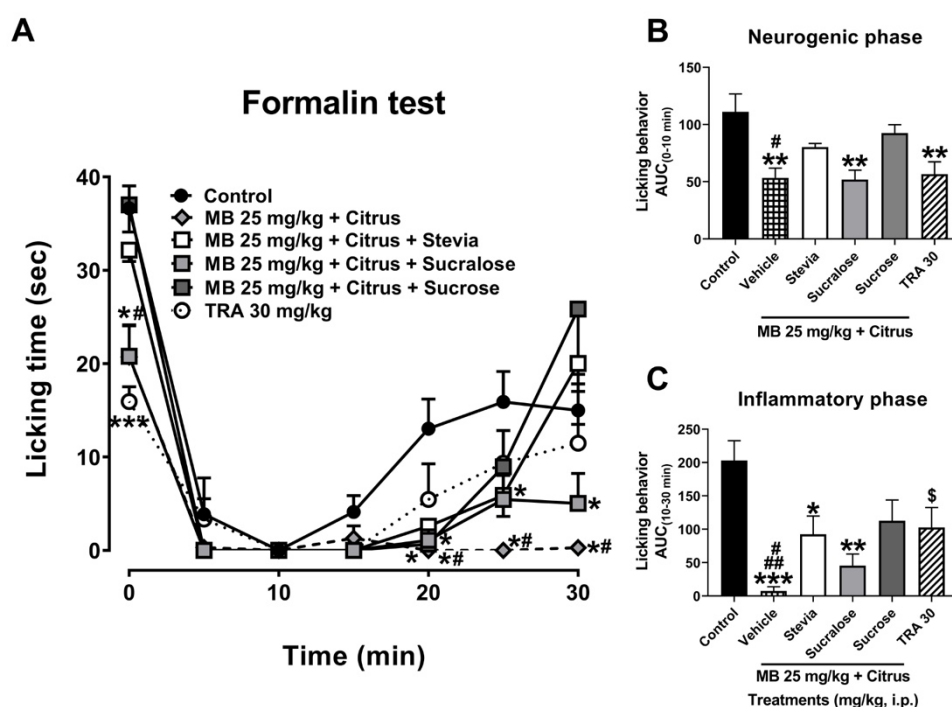 A
Formalin test
Licking time (sec)
40
30
20
10
0
Control
MB 25 mg/kg + Citrus
MB 25 mg/kg + Citrus + Stevia
MB 25 mg/kg + Citrus + Sucralose
MB 25 mg/kg + Citrus + Sucrose
TRA 30 mg/kg
*#
***
*
*
*
*#
*
*#
*
*#
0
10
20
30
Time (min)
B
Neurogenic phase
Licking behavior
AUC(0-10 min)
150
100
50
0
#
**
**
**
Control
Vehicle
Stevia
Sucralose
Sucrose
TRA 30
MB 25 mg/kg + Citrus
C
Inflammatory phase
Licking behavior
AUC(10-30 min)
250
200
150
100
50
0
#
##
***
*
**
$
Control
Vehicle
Stevia
Sucralose
Sucrose
TRA 30
MB 25 mg/kg + Citrus
Treatments (mg/kg, i.p.)